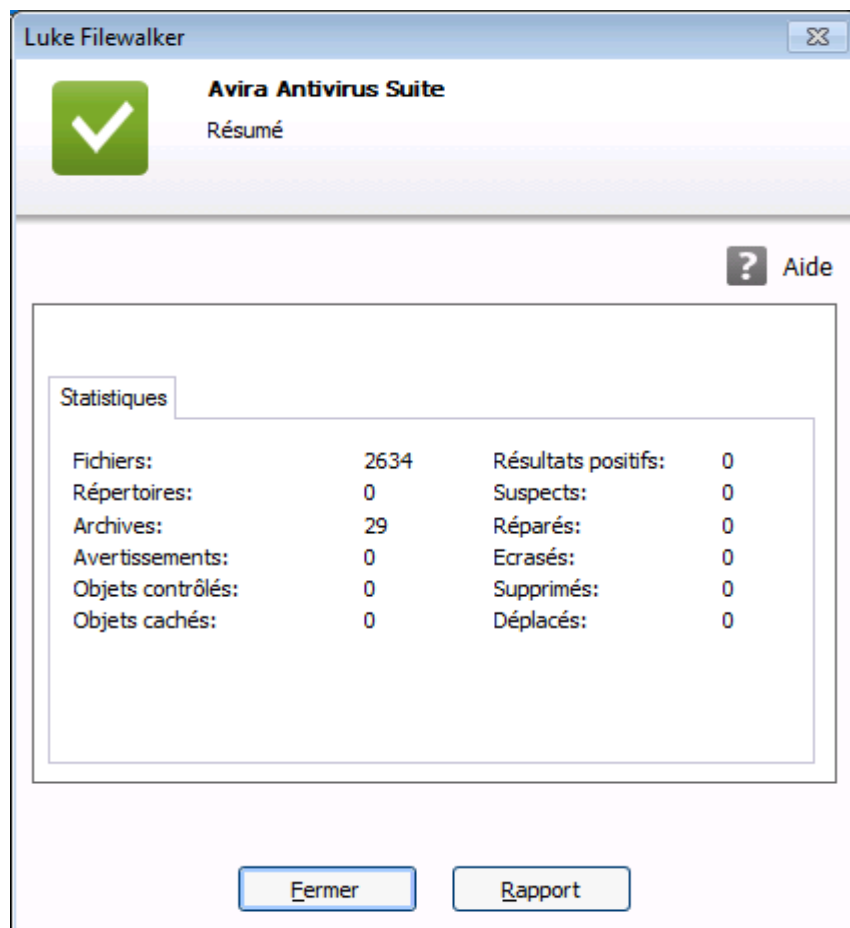 Luke Filewalker
Avira Antivirus Suite
Résumé
? Aide
Statistiques
Fichiers: 2634 Résultats positifs: 0
Répertoires: 0 Suspects: 0
Archives: 29 Réparés: 0
Avertissements: 0 Ecrasés: 0
Objets contrôlés: 0 Supprimés: 0
Objets cachés: 0 Déplacés: 0
Fermer Rapport